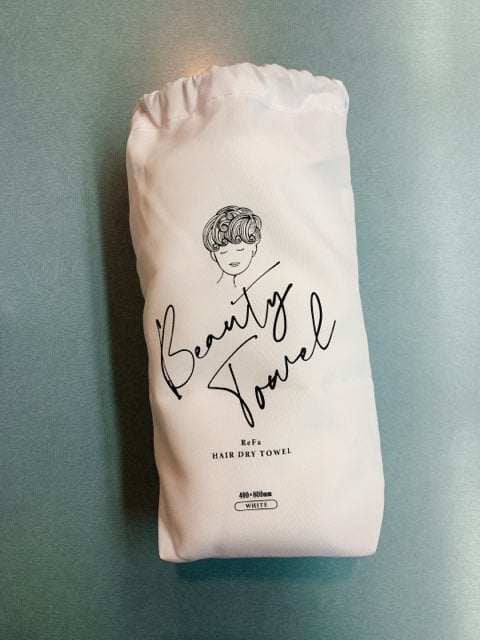 Beauty
Towel
ReFa
HAIR DRY TOWEL
400×800mm
WHITE